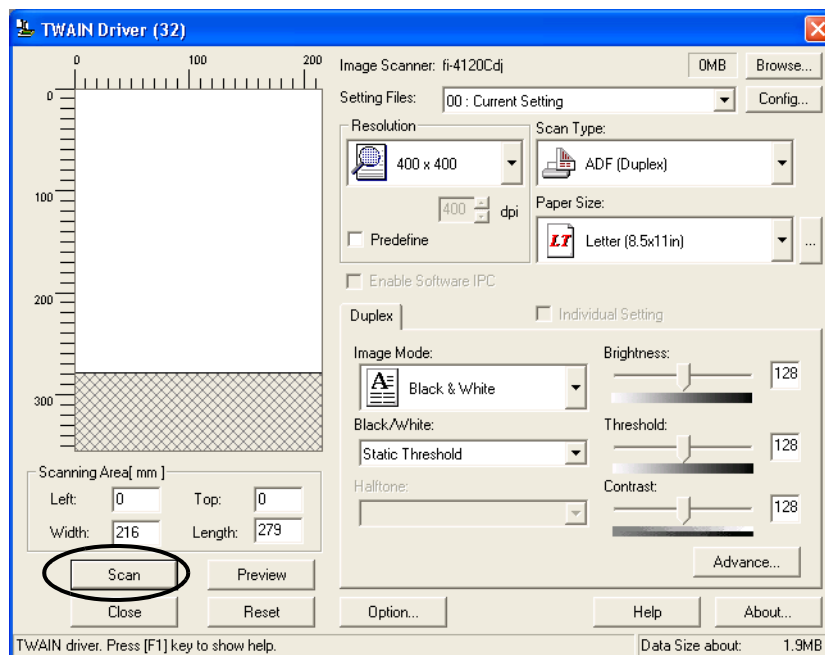 TWAIN Driver (32)
0 100 200
0
100
200
300
Scanning Area[ mm ]
Left: 0 Top: 0
Width: 216 Length: 279
Scan Preview
Close Reset
Image Scanner: fi-4120Cdj 0MB Browse...
Setting Files: 00 : Current Setting Config...
Resolution
400 x 400
400 dpi
Predefine
Scan Type:
ADF (Duplex)
Paper Size:
LT Letter (8.5x11in) ...
Enable Software IPC
Duplex Individual Setting
Image Mode:
A Black & White
Black/White:
Static Threshold
Halftone:
Brightness:
128
Threshold:
128
Contrast:
128
Advance...
Option... Help About...
TWAIN driver. Press [F1] key to show help. Data Size about: 1.9MB